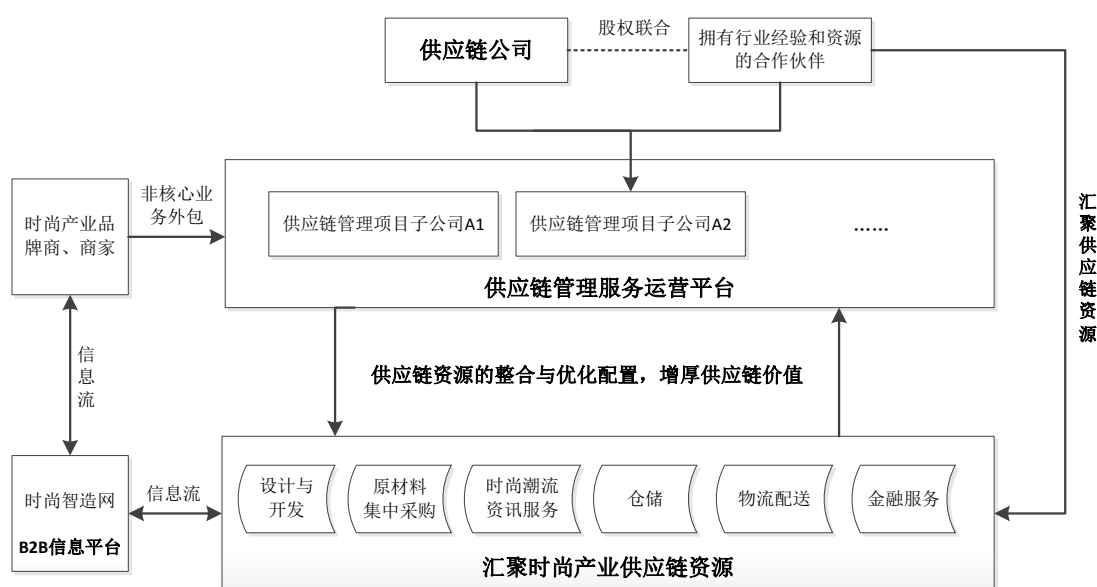 股权联合
供应链公司
拥有行业经验和资源
的合作伙伴
非核心业
务外包
时尚产业品
牌商、商家
供应链管理项目子公司A1
供应链管理项目子公司A2
......
供应链管理服务运营平台
汇
聚
供
应
链
资
源
信
息
流
供应链资源的整合与优化配置，增厚供应链价值
时尚智造网
B2B信息平台
信息流
设计与
开发
原材料
集中采购
时尚潮流
资讯服务
仓储
物流配送
金融服务
汇聚时尚产业供应链资源